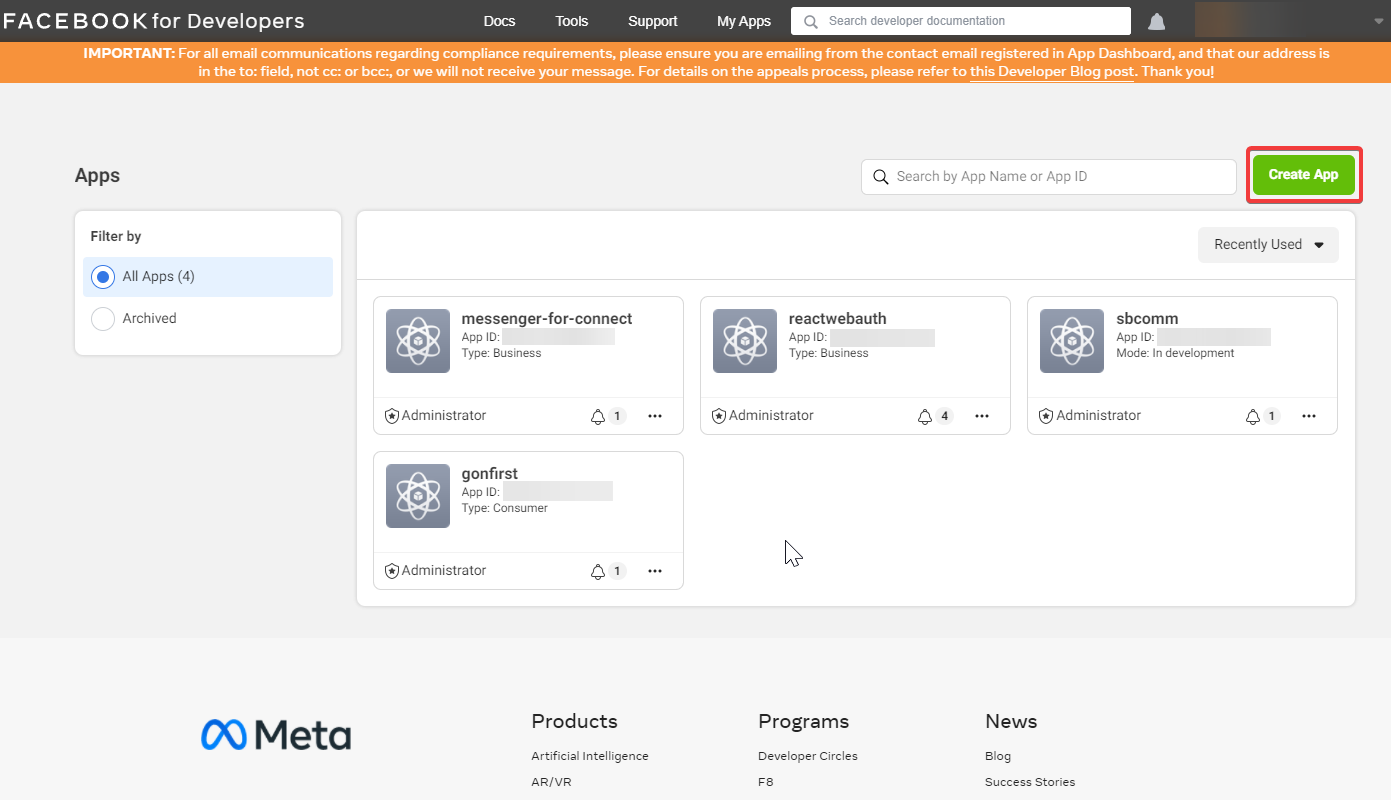 FACEBOOK for Developers
Docs
Tools
Support
My Apps
Search developer documentation
IMPORTANT: For all email communications regarding compliance requirements, please ensure you are emailing from the contact email registered in App Dashboard, and that our address is
in the to: field, not cc: or bcc:, or we will not receive your message. For details on the appeals process, please refer to this Developer Blog post. Thank you!
Apps
Search by App Name or App ID
Create App
Filter by
All Apps (4)
Archived
Recently Used
messenger-for-connect
App ID:
Type: Business
Administrator
1
reactwebauth
App ID:
Type: Business
Administrator
4
sbcomm
App ID:
Mode: In development
Administrator
1
gonfirst
App ID:
Type: Consumer
Administrator
1
Meta
Products
Artificial Intelligence
AR/VR
Programs
Developer Circles
F8
News
Blog
Success Stories